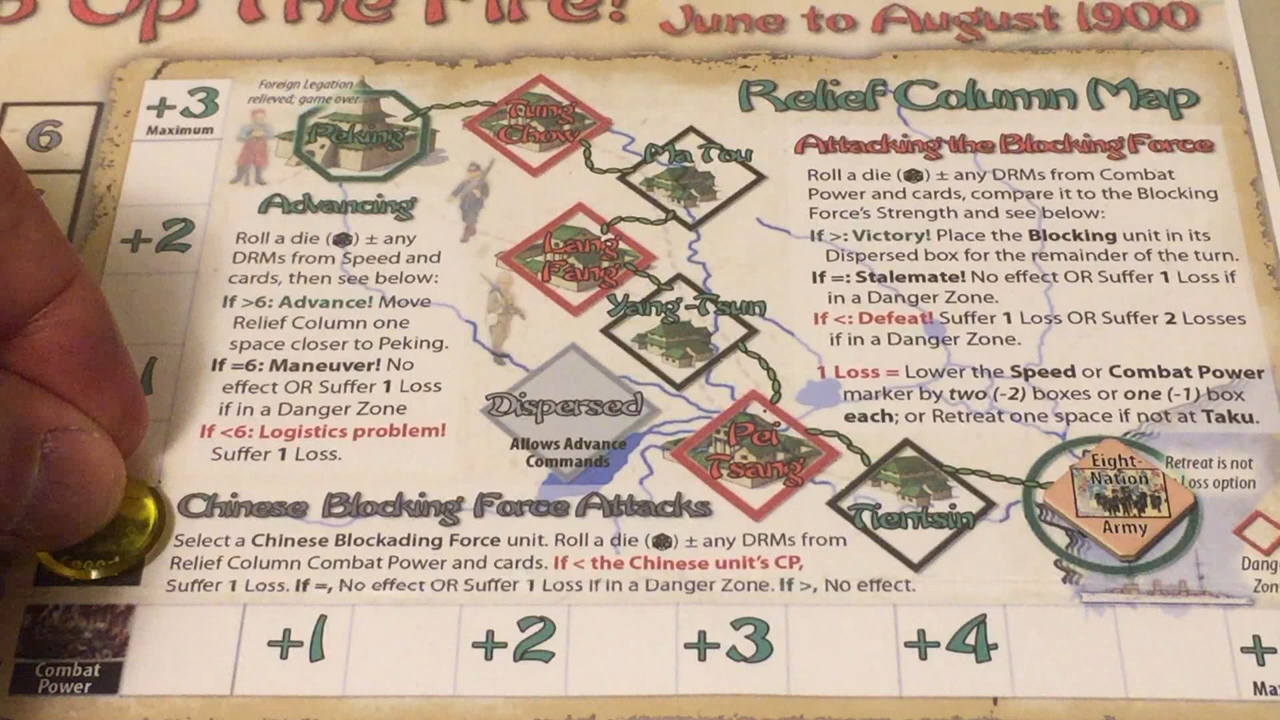 Up The Fire!
June to August 1900
6
+3
Maximum
+2
Foreign Legation
relieved; game over
Peking
Tung
Chow
Ma Tou
Lang
Fang
Yang-Tsun
Pei
Tsang
Tientsin
Relief Column Map
Attacking the Blocking Force
Roll a die ( ) ± any DRMs from Combat
Power and cards, compare it to the Blocking
Force's Strength and see below:
If >: Victory! Place the Blocking unit in its
Dispersed box for the remainder of the turn.
If =: Stalemate! No effect OR Suffer 1 Loss if
in a Danger Zone.
If <: Defeat! Suffer 1 Loss OR Suffer 2 Losses
if in a Danger Zone.
1 Loss = Lower the Speed or Combat Power
marker by two (-2) boxes or one (-1) box
each; or Retreat one space if not at Taku.
Advancing
Roll a die ( ) ± any
DRMs from Speed and
cards, then see below:
If >6: Advance! Move
Relief Column one
space closer to Peking.
If =6: Maneuver! No
effect OR Suffer 1 Loss
if in a Danger Zone
If <6: Logistics problem!
Suffer 1 Loss.
Dispersed
Allows Advance
Commands
Eight-
Nation
Army
Retreat is not
Loss option
Chinese Blocking Force Attacks
Select a Chinese Blockading Force unit. Roll a die ( ) ± any DRMs from
Relief Column Combat Power and cards. If < the Chinese unit's CP,
Suffer 1 Loss. If =, No effect OR Suffer 1 Loss if in a Danger Zone. If >, No effect.
Combat
Power
+1
+2
+3
+4
+